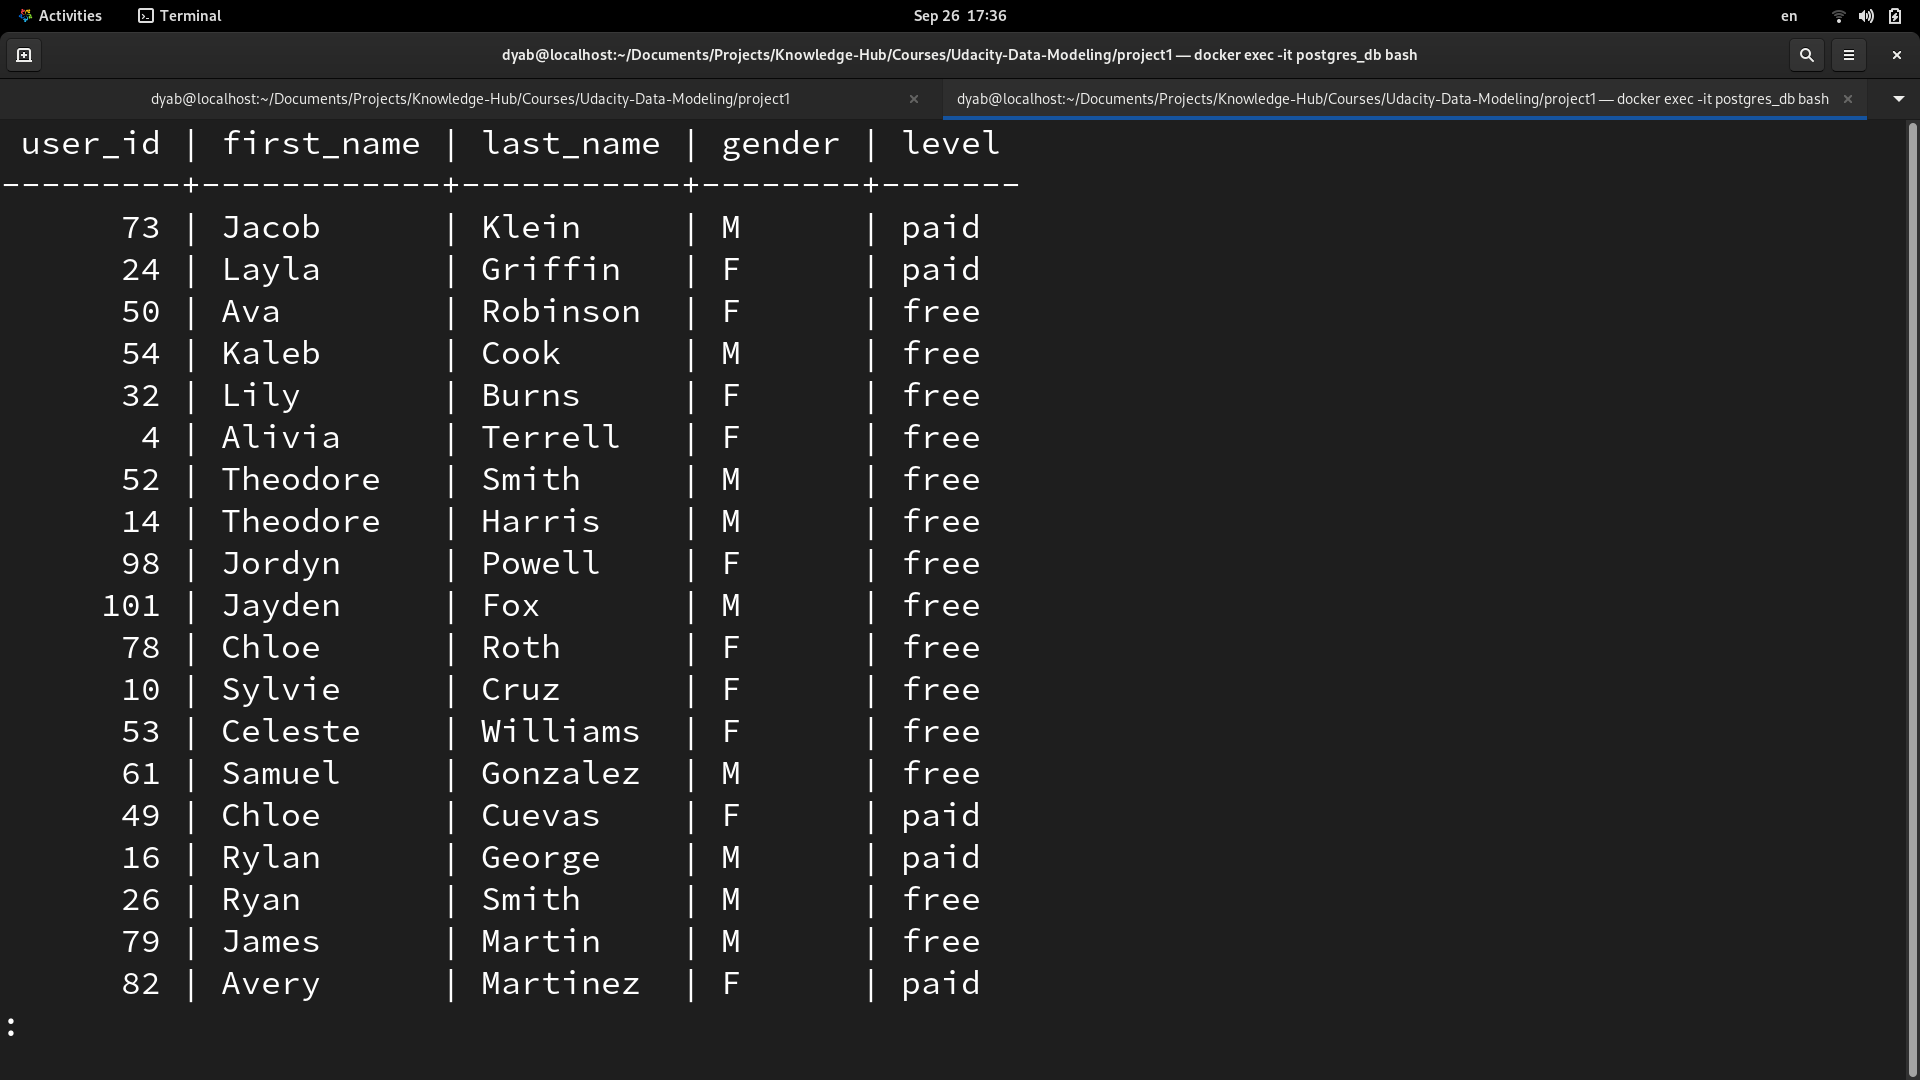 Activities Terminal Sep 26 17:36 en
dyab@localhost:~/Documents/Projects/Knowledge-Hub/Courses/Udacity-Data-Modeling/project1 — docker exec -it postgres_db bash
dyab@localhost:~/Documents/Projects/Knowledge-Hub/Courses/Udacity-Data-Modeling/project1 × dyab@localhost:~/Documents/Projects/Knowledge-Hub/Courses/Udacity-Data-Modeling/project1 — docker exec -it postgres_db bash ×
 user_id | first_name | last_name | gender | level
---------+------------+-----------+--------+-------
      73 | Jacob      | Klein     | M      | paid
      24 | Layla      | Griffin   | F      | paid
      50 | Ava        | Robinson  | F      | free
      54 | Kaleb      | Cook      | M      | free
      32 | Lily       | Burns     | F      | free
       4 | Alivia     | Terrell   | F      | free
      52 | Theodore   | Smith     | M      | free
      14 | Theodore   | Harris    | M      | free
      98 | Jordyn     | Powell    | F      | free
     101 | Jayden     | Fox       | M      | free
      78 | Chloe      | Roth      | F      | free
      10 | Sylvie     | Cruz      | F      | free
      53 | Celeste    | Williams  | F      | free
      61 | Samuel     | Gonzalez  | M      | free
      49 | Chloe      | Cuevas    | F      | paid
      16 | Rylan      | George    | M      | paid
      26 | Ryan       | Smith     | M      | free
      79 | James      | Martin    | M      | free
      82 | Avery      | Martinez  | F      | paid
: